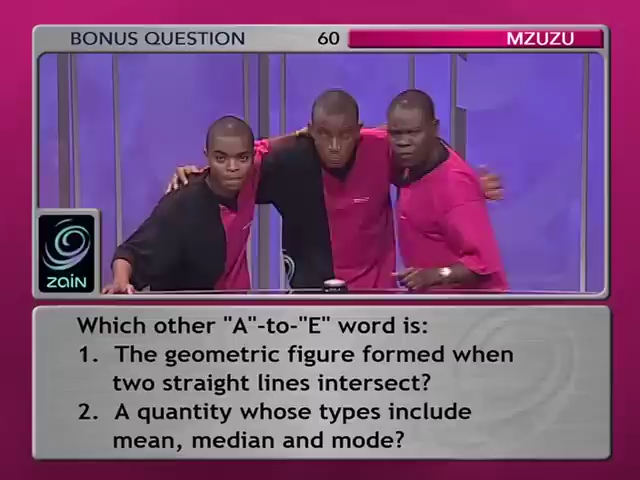 BONUS QUESTION 60 MZUZU
zain
Which other "A"-to-"E" word is:
1. The geometric figure formed when
two straight lines intersect?
2. A quantity whose types include
mean, median and mode?